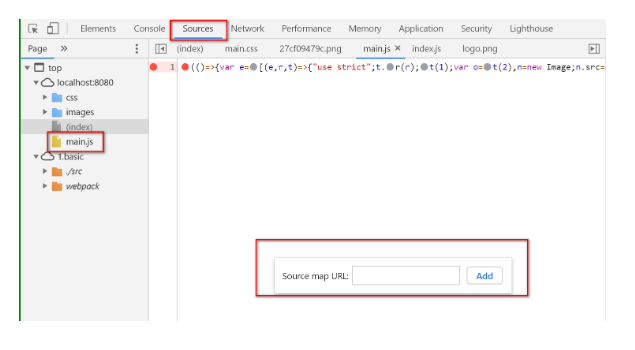 Elements Console Sources Network Performance Memory Application Security Lighthouse
Page » (index) main.css 27cf09479c.png main.js × index.js logo.png
top
1 (()=>{var e=[(e,r,t)=>{"use strict";t.r(r);t(1);var o=t(2),n=new Image;n.src=
localhost:8080
css
images
(index)
main.js
1.basic
./src
webpack
Source map URL: Add